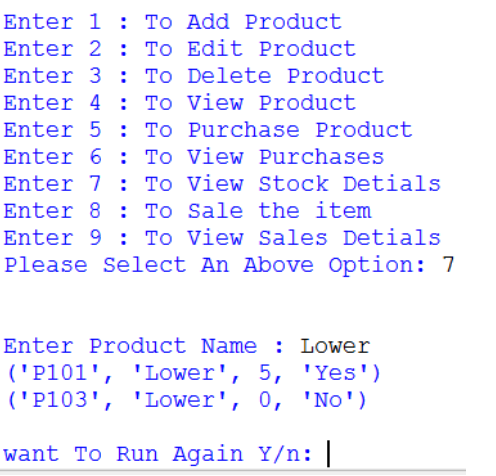 Enter 1 : To Add Product
Enter 2 : To Edit Product
Enter 3 : To Delete Product
Enter 4 : To View Product
Enter 5 : To Purchase Product
Enter 6 : To View Purchases
Enter 7 : To View Stock Detials
Enter 8 : To Sale the item
Enter 9 : To View Sales Detials
Please Select An Above Option: 7
Enter Product Name : Lower
('P101', 'Lower', 5, 'Yes')
('P103', 'Lower', 0, 'No')
want To Run Again Y/n: